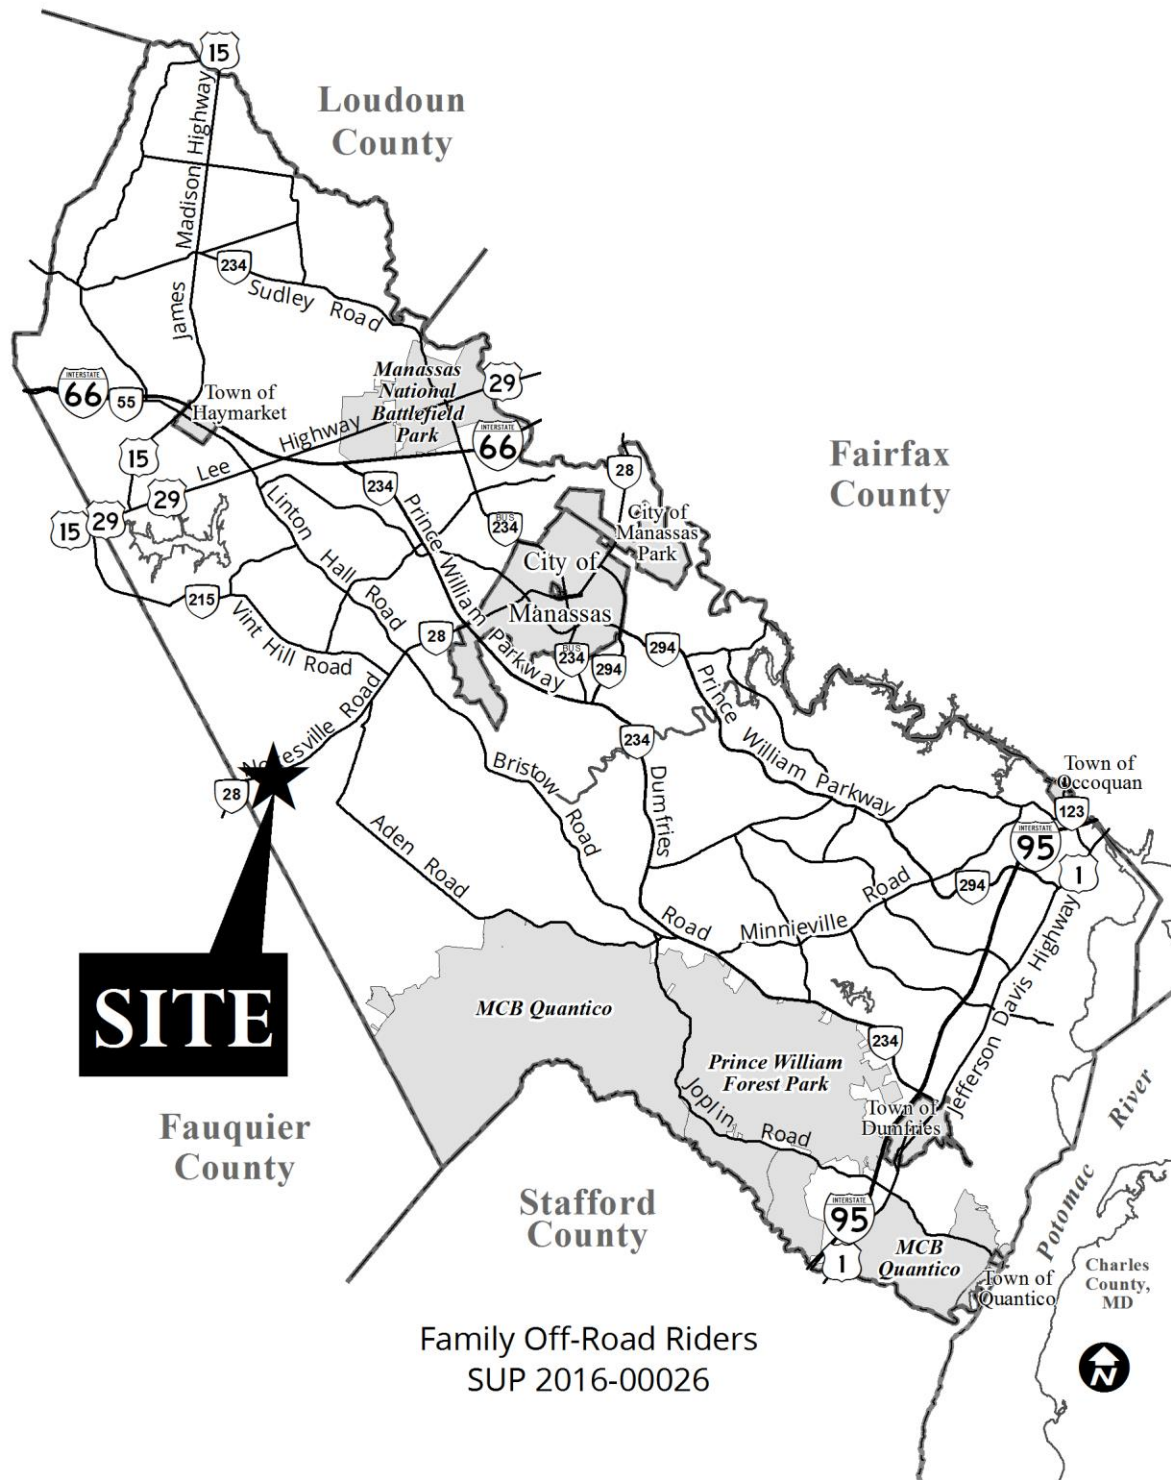 15
Loudoun
County
James Madison Highway
234
Sudley Road
Manassas
National
Battlefield
Park
29
INTERSTATE
66
55
Town of
Haymarket
INTERSTATE
66
Lee Highway
15
29
15
29
234
28
Fairfax
County
City of
Manassas
Park
BUS
234
City of
Manassas
Linton Hall Road
Prince William Parkway
215
Vint Hill Road
28
BUS
234
294
294
Prince William Parkway
234
Nokesville Road
28
Bristow Road
Dumfries Road
Aden Road
Town of
Occoquan
123
INTERSTATE
95
1
294
Minnieville Road
SITE
MCB Quantico
Prince William
Forest Park
234
Jefferson Davis Highway
Joplin Road
Town of
Dumfries
Fauquier
County
Stafford
County
INTERSTATE
95
1
MCB
Quantico
Town of
Quantico
Potomac River
Charles
County,
MD
Family Off-Road Riders
SUP 2016-00026
N